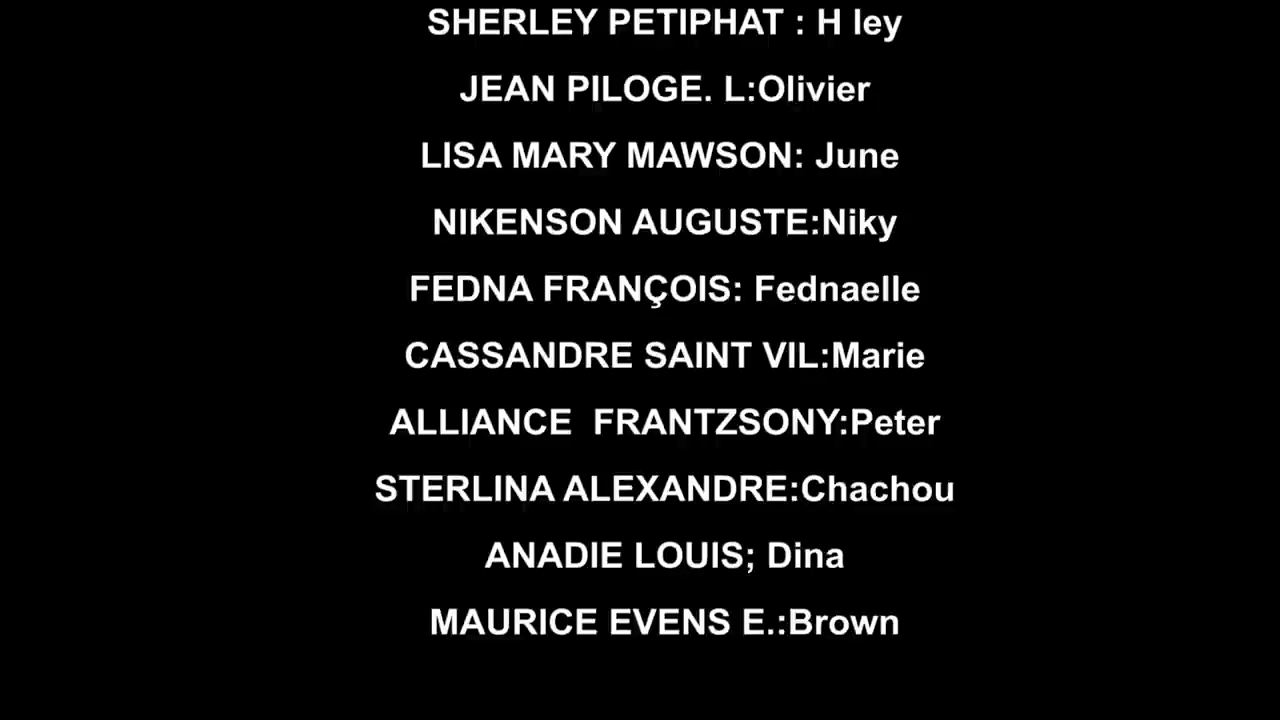 SHERLEY PETIPHAT : H ley
JEAN PILOGE. L:Olivier
LISA MARY MAWSON: June
NIKENSON AUGUSTE:Niky
FEDNA FRANÇOIS: Fednaelle
CASSANDRE SAINT VIL:Marie
ALLIANCE  FRANTZSONY:Peter
STERLINA ALEXANDRE:Chachou
ANADIE LOUIS; Dina
MAURICE EVENS E.:Brown